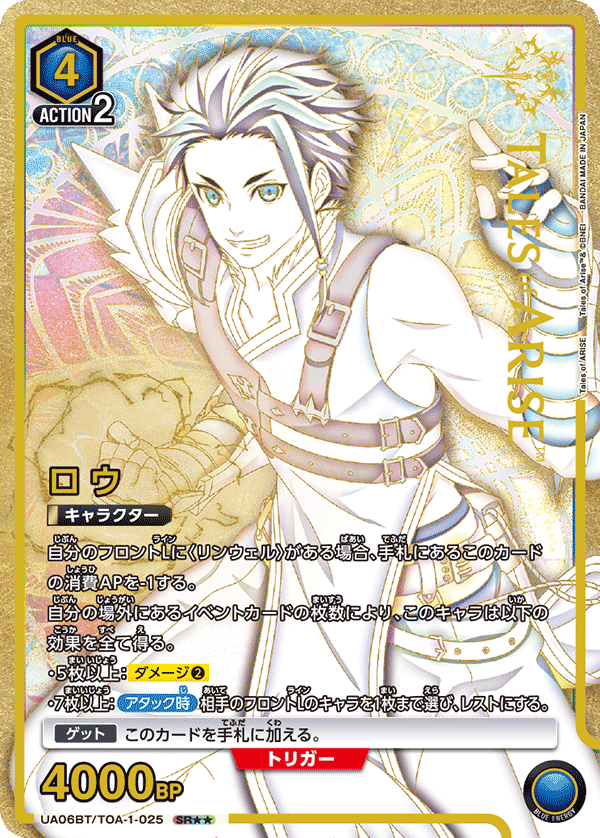 BLUE
4
ACTION2
TALES OF ARISE
Tales of ARISE Tales of Arise™& ©BNEI BANDAI MADE IN JAPAN
ロウ
キャラクター
自分のフロントLに〈リンウェル〉がある場合、手札にあるこのカード
の消費APを-1する。
自分の場外にあるイベントカードの枚数により、このキャラは以下の
効果を全て得る。
・5枚以上：ダメージ❷
・7枚以上：アタック時 相手のフロントLのキャラを1枚まで選び、レストにする。
ゲット このカードを手札に加える。
トリガー
4000BP
BLUE ENERGY
UA06BT/TOA-1-025 SR★★